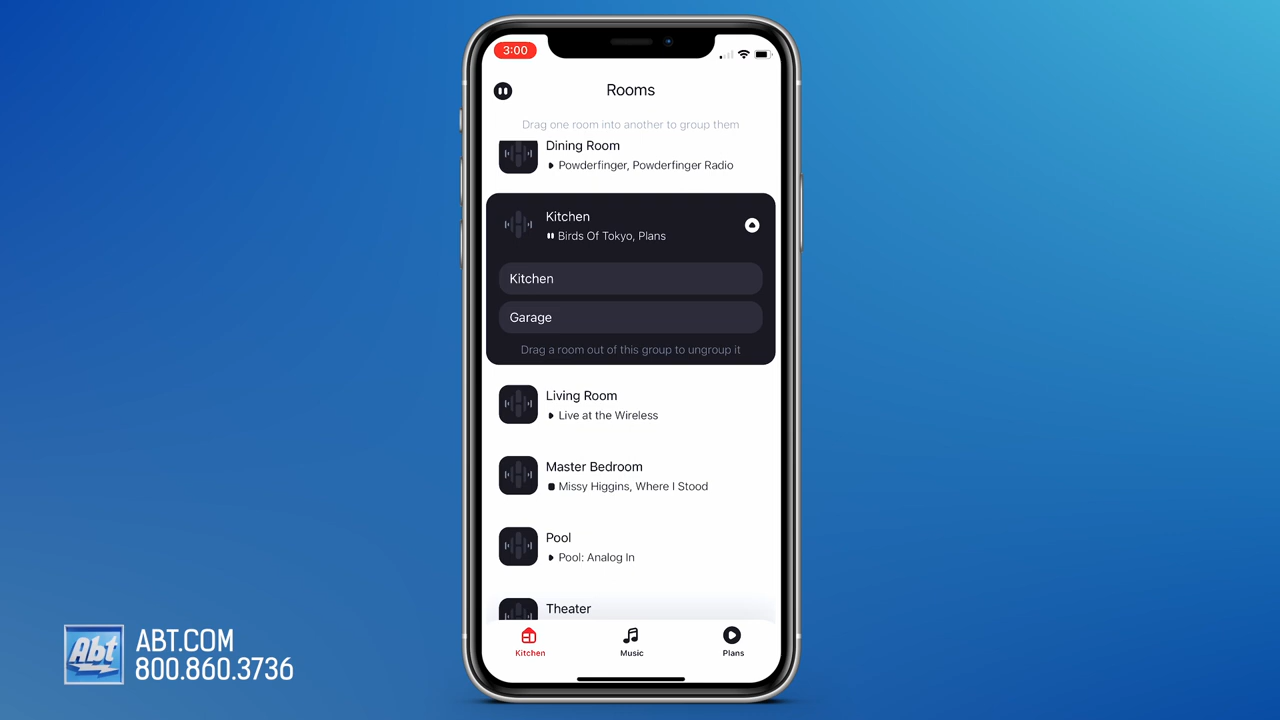 3:00
Rooms
Drag one room into another to group them
Dining Room
Powderfinger, Powderfinger Radio
Kitchen
Birds Of Tokyo, Plans
Kitchen
Garage
Drag a room out of this group to ungroup it
Living Room
Live at the Wireless
Master Bedroom
Missy Higgins, Where I Stood
Pool
Pool: Analog In
Theater
Kitchen
Music
Plans
Abt
ABT.COM
800.860.3736